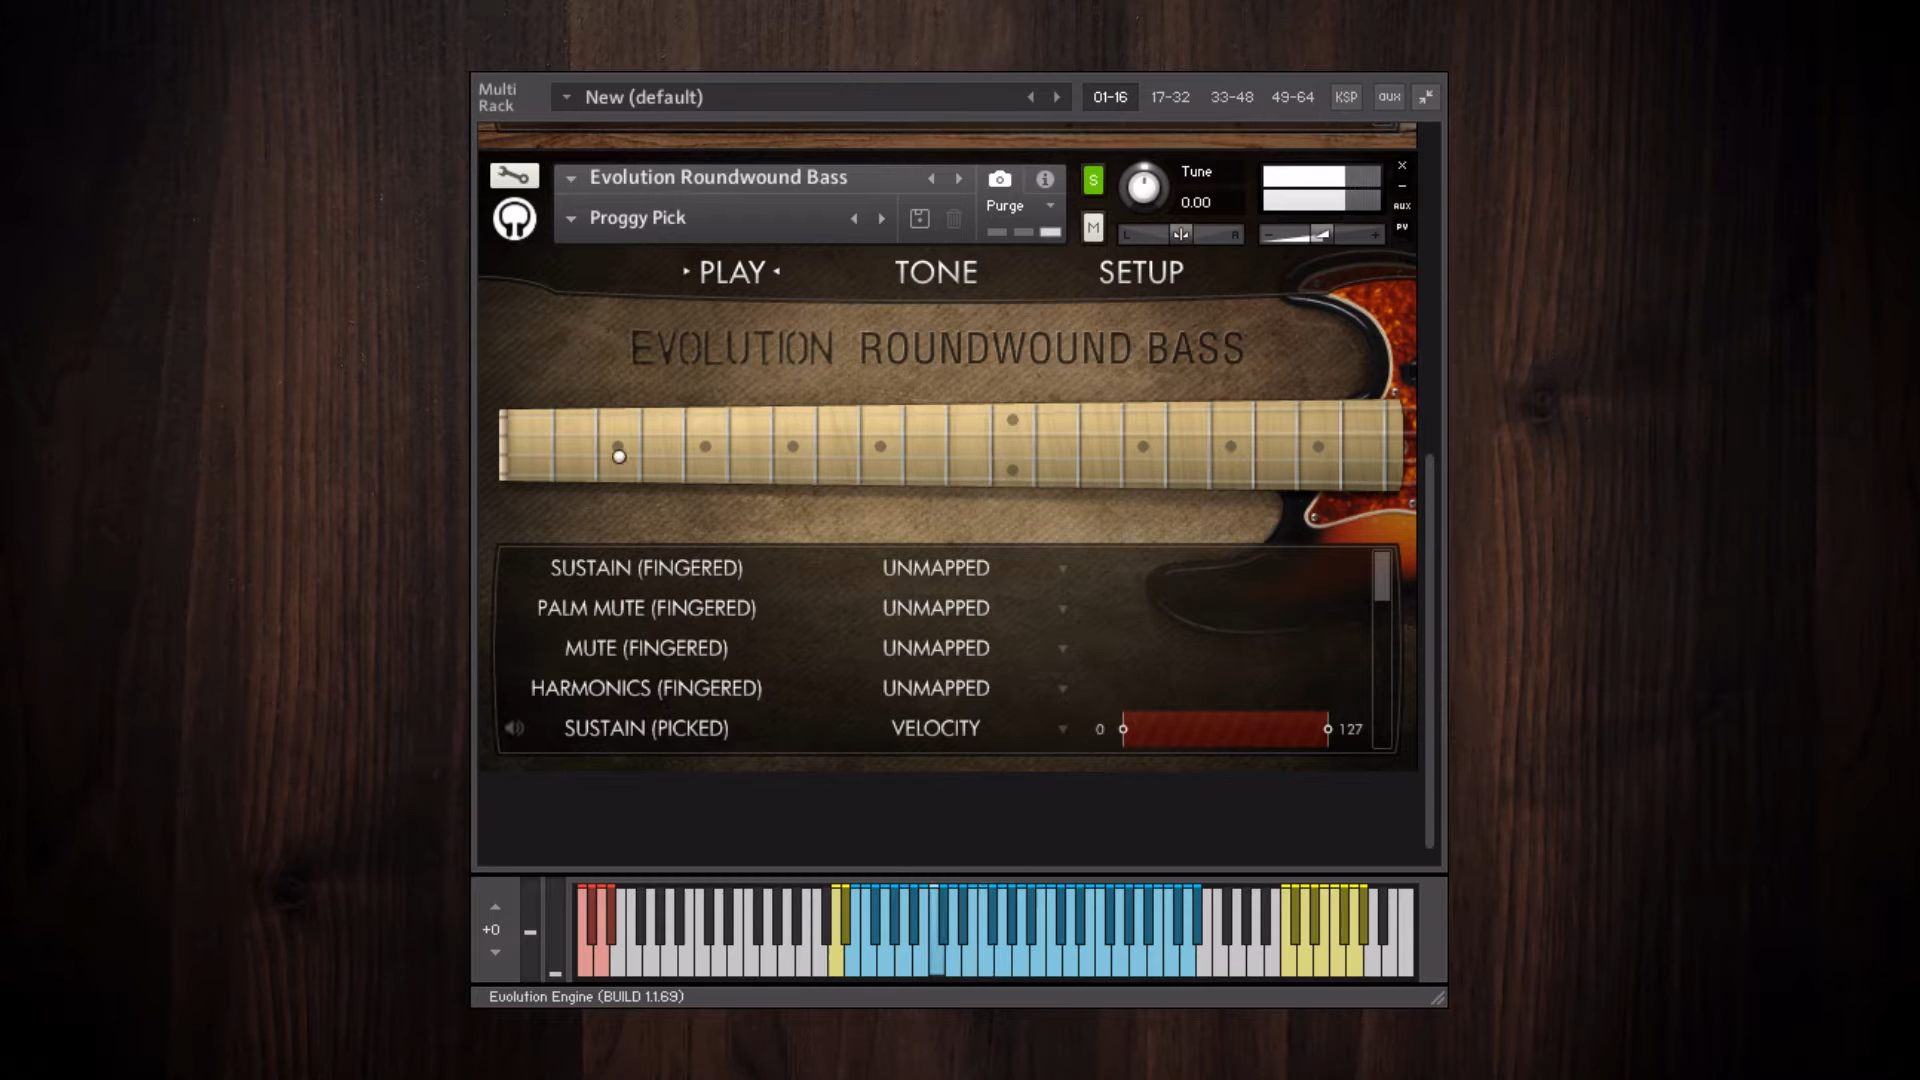 Multi
Rack
New (default)
01-16 17-32 33-48 49-64 KSP aux
Evolution Roundwound Bass
Proggy Pick
Purge
S
M
Tune
0.00
L R
- +
×
-
AUX
PV
PLAY TONE SETUP
EVOLUTION ROUNDWOUND BASS
SUSTAIN (FINGERED) UNMAPPED
PALM MUTE (FINGERED) UNMAPPED
MUTE (FINGERED) UNMAPPED
HARMONICS (FINGERED) UNMAPPED
SUSTAIN (PICKED) VELOCITY 0 127
+0
Evolution Engine (BUILD 1.1.69)